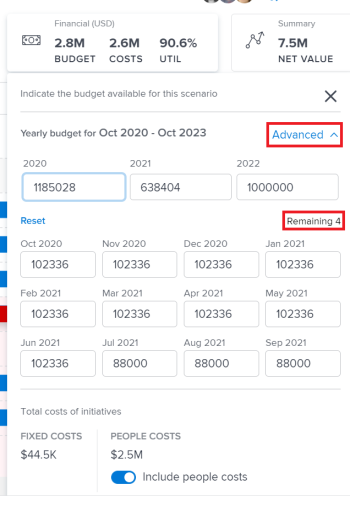 Financial (USD) Summary
2.8M 2.6M 90.6% 7.5M
BUDGET COSTS UTIL NET VALUE
Indicate the budget available for this scenario
Yearly budget for Oct 2020 - Oct 2023 Advanced
2020 2021 2022
1185028 638404 1000000
Reset Remaining 4
Oct 2020 Nov 2020 Dec 2020 Jan 2021
102336 102336 102336 102336
Feb 2021 Mar 2021 Apr 2021 May 2021
102336 102336 102336 102336
Jun 2021 Jul 2021 Aug 2021 Sep 2021
102336 88000 88000 88000
Total costs of initiatives
FIXED COSTS PEOPLE COSTS
$44.5K $2.5M
Include people costs